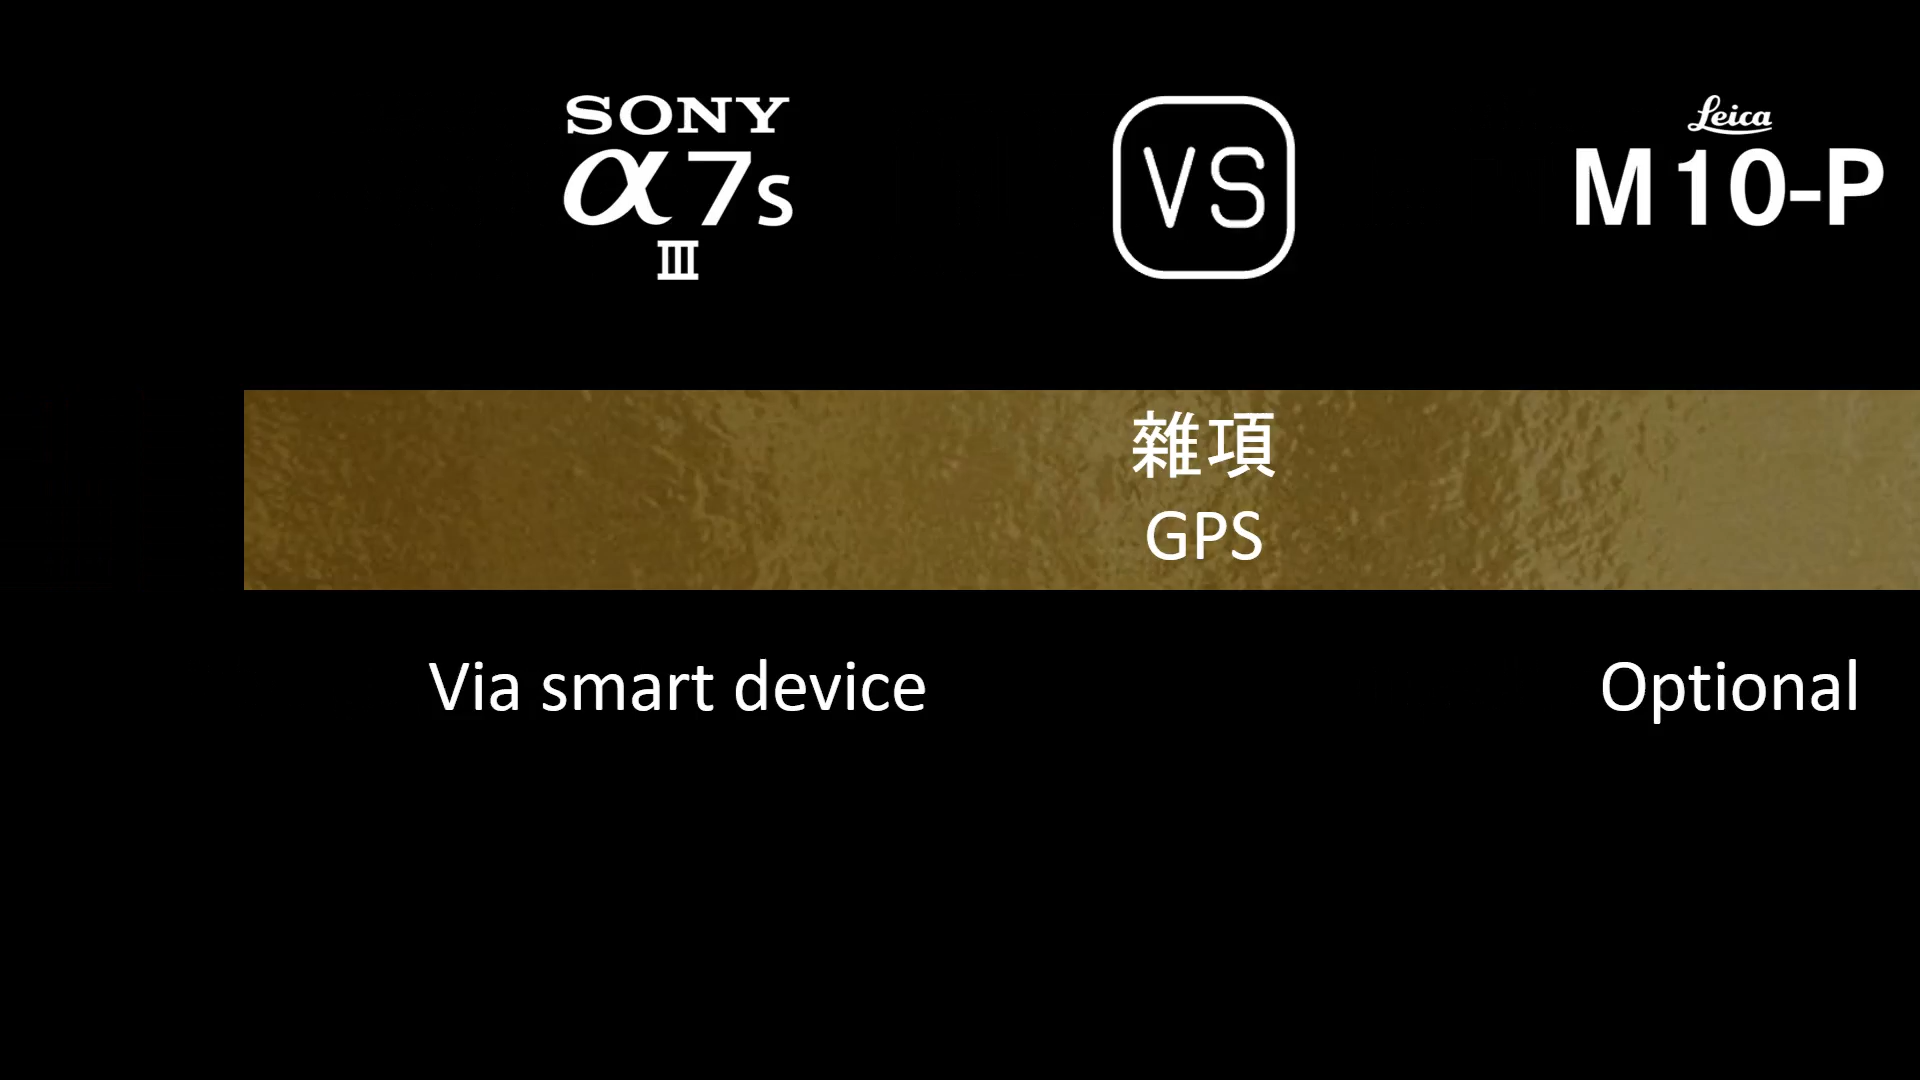 SONY
α7s
III
VS
Leica
M10-P
雜項
GPS
Via smart device
Optional